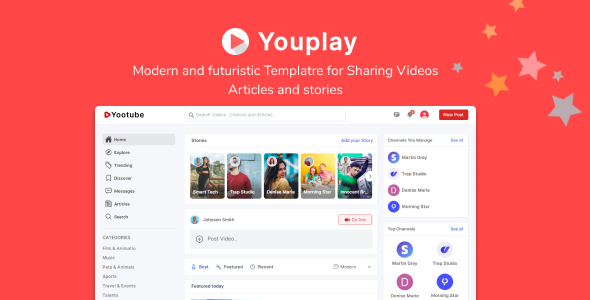 Youplay
Modern and futuristic Templatre for Sharing Videos
Articles and stories
Yootube
Search Videos , Channel and Articles
New Post
Home
Explore
Trending
Discover
Messages
Articles
Search
CATEGORIES
Film & Animatio
Music
Pets & Animals
Sports
Travel & Events
Talents
Stories
Add your Story
Smart Tech
Trap Studio
Denise Marie
Morning Star
Johnson Smith
Go live
Post Video..
Best
Featured
Recent
Modern
Featured today
Channels You Manage
See all
Martin Gray
Trap Studio
Denise Marie
Morning Star
Top Channels
See all
Martin Grey
Trap Studio
D
Denise Marie
Morning Star